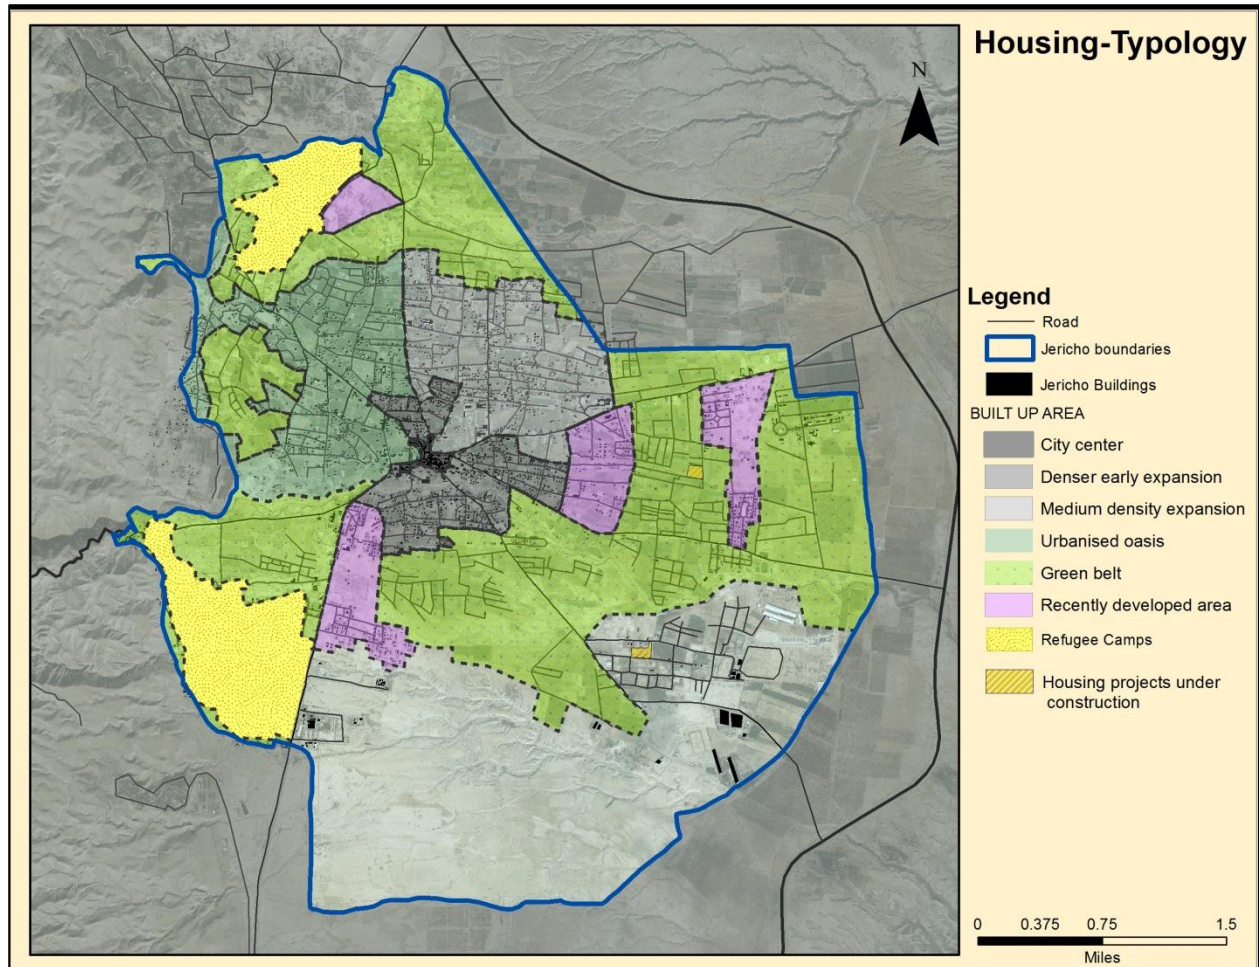 Housing-Typology
N
Legend
Road
Jericho boundaries
Jericho Buildings
BUILT UP AREA
City center
Denser early expansion
Medium density expansion
Urbanised oasis
Green belt
Recently developed area
Refugee Camps
Housing projects under
construction
0 0.375 0.75 1.5
Miles